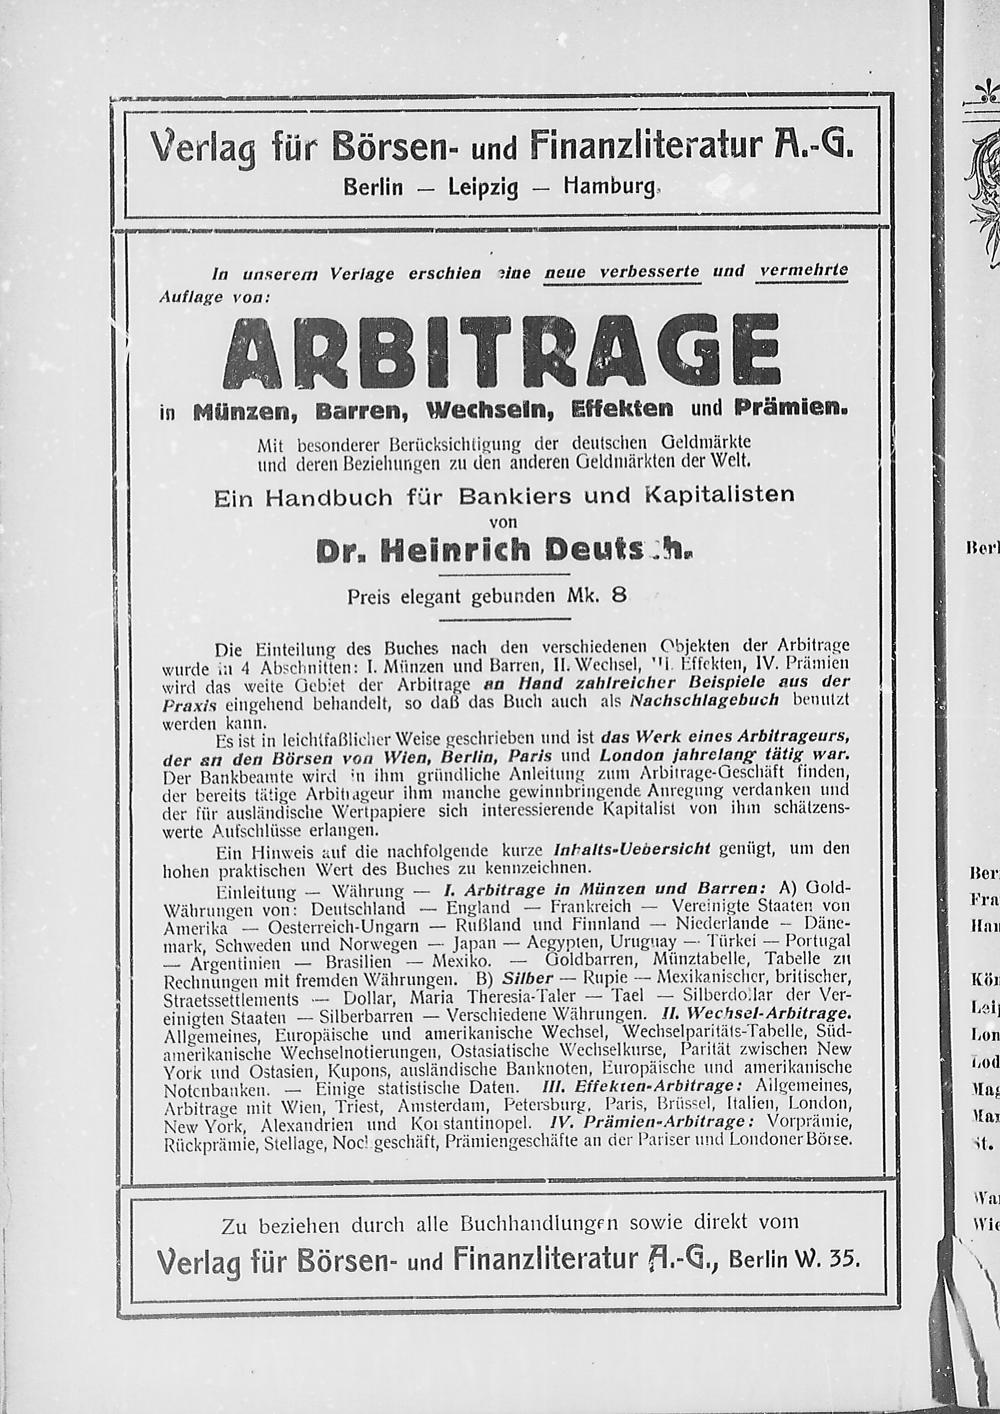 Verlag für Börsen- und Finanzliteratur A.-G.
Berlin — Leipzig — Hamburg.
In unserem Verlage erschien eine neue verbesserte und vermehrte
Auflage von:
ARBITRAGE
in Münzen, Barren, Wechseln, Effekten und Prämien.
Mit besonderer Berücksichtigung der deutschen Geldmärkte
und deren Beziehungen zu den anderen Geldmärkten der Welt.
Ein Handbuch für Bankiers und Kapitalisten
von
Dr. Heinrich Deutsch.
Preis elegant gebunden Mk. 8
Die Einteilung des Buches nach den verschiedenen Objekten der Arbitrage
wurde in 4 Abschnitten: I. Münzen und Barren, II. Wechsel, III. Effekten, IV. Prämien
wird das weite Gebiet der Arbitrage an Hand zahlreicher Beispiele aus der
Praxis eingehend behandelt, so daß das Buch auch als Nachschlagebuch benutzt
werden kann.
Es ist in leichtfaßlicher Weise geschrieben und ist das Werk eines Arbitrageurs,
der an den Börsen von Wien, Berlin, Paris und London jahrelang tätig war.
Der Bankbeamte wird in ihm gründliche Anleitung zum Arbitrage-Geschäft finden,
der bereits tätige Arbitrageur ihm manche gewinnbringende Anregung verdanken und
der für ausländische Wertpapiere sich interessierende Kapitalist von ihm schätzens-
werte Aufschlüsse erlangen.
Ein Hinweis auf die nachfolgende kurze Inhalts-Uebersicht genügt, um den
hohen praktischen Wert des Buches zu kennzeichnen.
Einleitung — Währung — I. Arbitrage in Münzen und Barren: A) Gold-
Währungen von: Deutschland — England — Frankreich — Vereinigte Staaten von
Amerika — Oesterreich-Ungarn — Rußland und Finnland — Niederlande — Däne-
mark, Schweden und Norwegen — Japan — Aegypten, Uruguay — Türkei — Portugal
— Argentinien — Brasilien — Mexiko. — Goldbarren, Münztabelle, Tabelle zu
Rechnungen mit fremden Währungen. B) Silber — Rupie — Mexikanischer, britischer,
Straetssettlements — Dollar, Maria Theresia-Taler — Tael — Silberdollar der Ver-
einigten Staaten — Silberbarren — Verschiedene Währungen. II. Wechsel-Arbitrage.
Allgemeines, Europäische und amerikanische Wechsel, Wechselparitäts-Tabelle, Süd-
amerikanische Wechselnotierungen, Ostasiatische Wechselkurse, Parität zwischen New
York und Ostasien, Kupons, ausländische Banknoten, Europäische und amerikanische
Notenbanken. — Einige statistische Daten. III. Effekten-Arbitrage: Allgemeines,
Arbitrage mit Wien, Triest, Amsterdam, Petersburg, Paris, Brüssel, Italien, London,
New York, Alexandrien und Konstantinopel. IV. Prämien-Arbitrage: Vorprämie,
Rückprämie, Stellage, Nochgeschäft, Prämiengeschäfte an der Pariser und Londoner Börse.
Zu beziehen durch alle Buchhandlungen sowie direkt vom
Verlag für Börsen- und Finanzliteratur A.-G., Berlin W. 35.